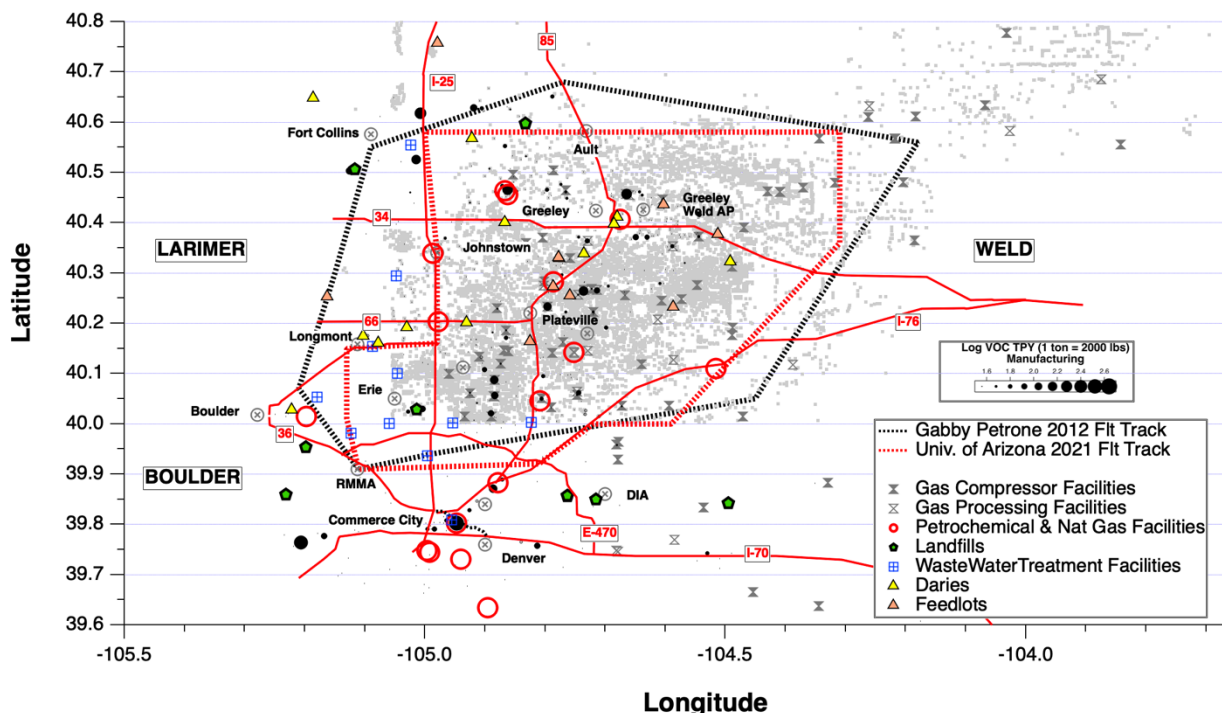 40.8
40.7
40.6
40.5
40.4
40.3
40.2
40.1
40.0
39.9
39.8
39.7
39.6
Latitude
-105.5
-105.0
-104.5
-104.0
Longitude
85
I-25
Fort Collins
Ault
Greeley
Greeley
Weld AP
34
LARIMER
Johnstown
WELD
66
Plateville
I-76
Longmont
Erie
Boulder
36
BOULDER
RMMA
DIA
Commerce City
E-470
Denver
I-70
Log VOC TPY (1 ton = 2000 lbs)
Manufacturing
1.6 1.8 2.0 2.2 2.4 2.6
Gabby Petrone 2012 Flt Track
Univ. of Arizona 2021 Flt Track
Gas Compressor Facilities
Gas Processing Facilities
Petrochemical & Nat Gas Facilities
Landfills
WasteWaterTreatment Facilities
Daries
Feedlots